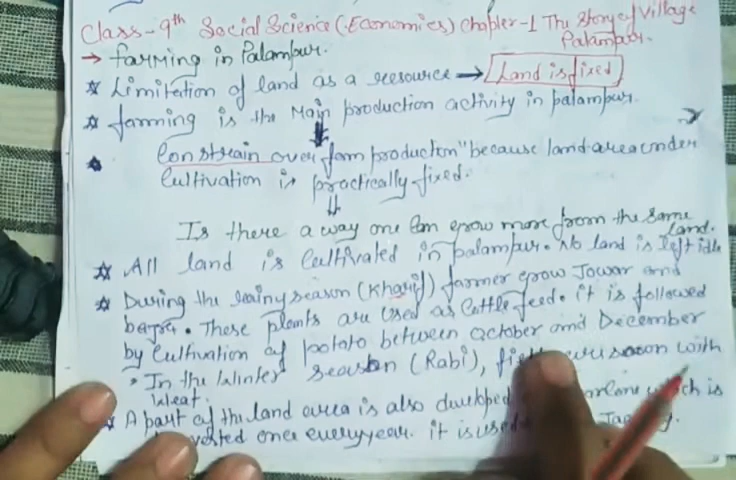 Class-9th Social Science (Economics) Chapter-1 The Story of Village
Palampur.
→ farming in Palampur.
☆ Limitation of land as a resource → Land is fixed
☆ farming is the Main production activity in palampur.
Constrain over farm production" because land area under
Cultivation is practically fixed.
Is there a way one can grow more from the same
land.
☆ All land is Cultivated in palampur. No land is left idle
☆ During the rainy season (Kharif) farmer grow Jowar and
bajra. These plants are used as Cattle feed. it is followed
by Cultivation of potato between october and December
• In the Winter season (Rabi), with
Weat.
☆ A part of the land area is also which is
once every year. it is used